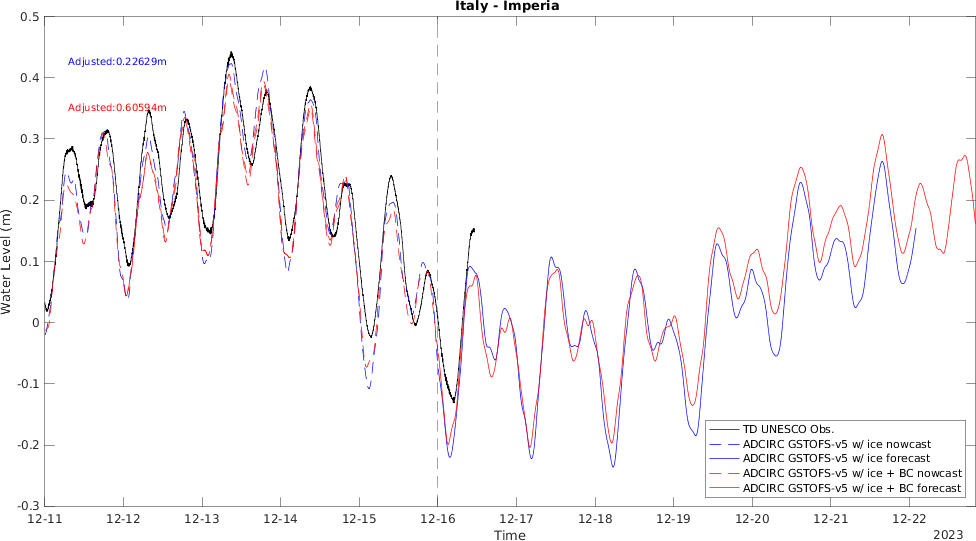 Italy - Imperia
0.5
0.4
0.3
0.2
0.1
0
-0.1
-0.2
-0.3
Water Level (m)
Adjusted:0.22629m
Adjusted:0.60594m
TD UNESCO Obs.
ADCIRC GSTOFS-v5 w/ ice nowcast
ADCIRC GSTOFS-v5 w/ ice forecast
ADCIRC GSTOFS-v5 w/ ice + BC nowcast
ADCIRC GSTOFS-v5 w/ ice + BC forecast
12-11 12-12 12-13 12-14 12-15 12-16 12-17 12-18 12-19 12-20 12-21 12-22
Time
2023